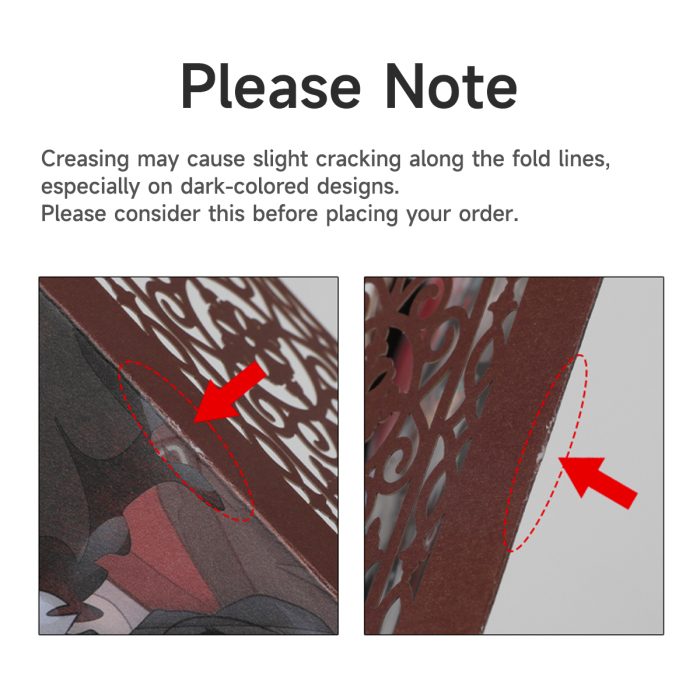 Please Note
Creasing may cause slight cracking along the fold lines,
especially on dark-colored designs.
Please consider this before placing your order.